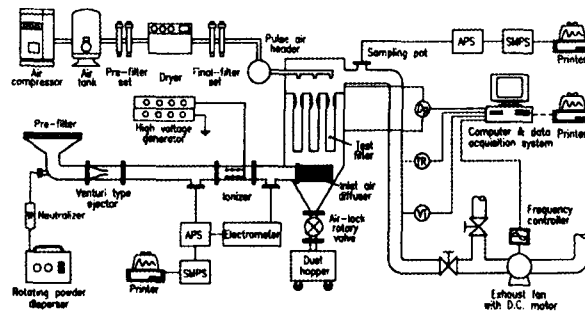 Air
compressor
Air
tank
Pre-filter
set
Dryer
Final-filter
set
Pulse air
header
Sampling pot
APS
SMPS
Printer
Pre-filter
High voltage
generator
Test
filter
Dp
Computer & data
acquisition system
Printer
Venturi type
ejector
Ionizer
Inlet air
diffuser
TR
VT
Neutralizer
APS
Electrometer
Air-lock
rotary
valve
Frequency
controller
SMPS
Printer
Dust
hopper
Rotating powder
disperser
Exhaust fan
with D.C. motor